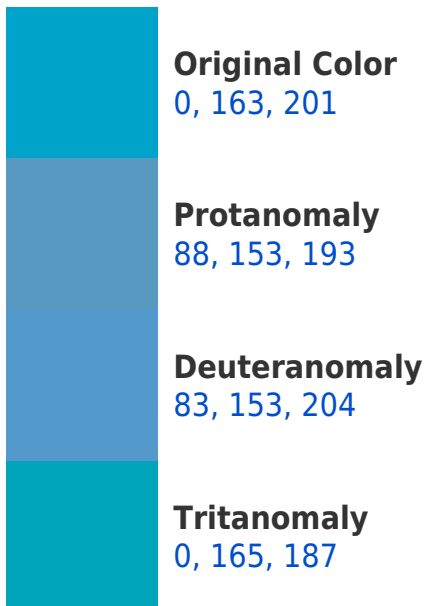 Original Color
0, 163, 201
Protanomaly
88, 153, 193
Deuteranomaly
83, 153, 204
Tritanomaly
0, 165, 187